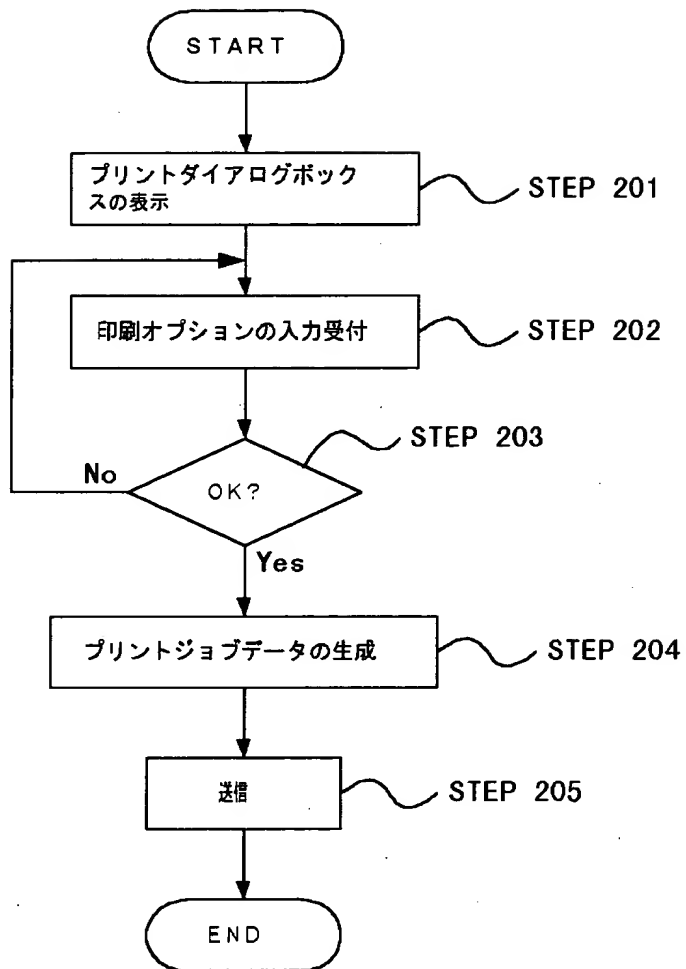 START
プリントダイアログボック
スの表示
STEP 201
印刷オプションの入力受付
STEP 202
STEP 203
No
OK?
Yes
プリントジョブデータの生成
STEP 204
送信
STEP 205
END